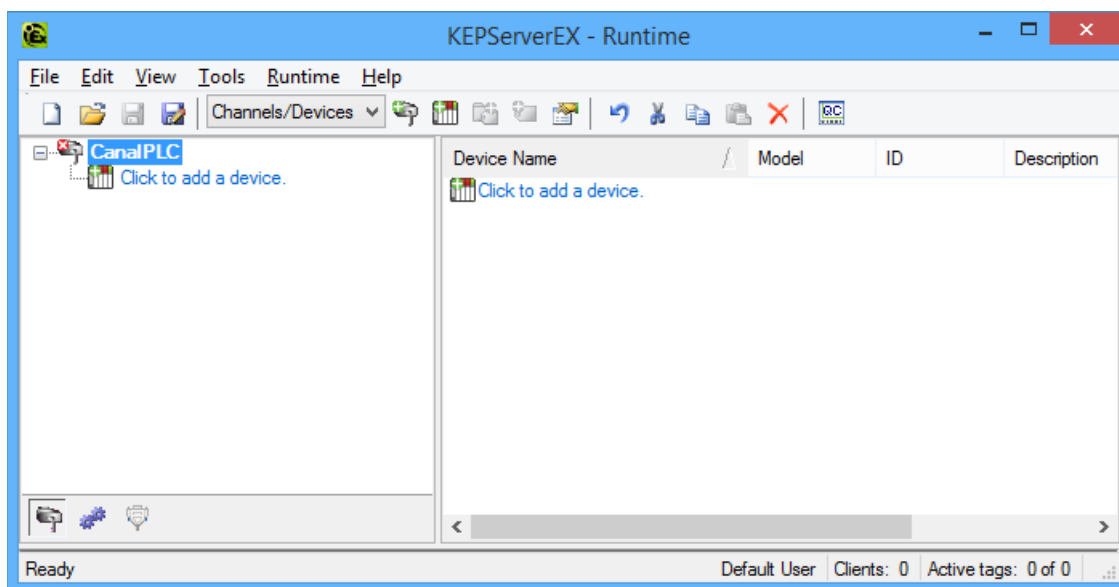 KEPServerEX - Runtime
File Edit View Tools Runtime Help
Channels/Devices
CanalPLC
Click to add a device.
Device Name Model ID Description
Click to add a device.
Ready Default User Clients: 0 Active tags: 0 of 0